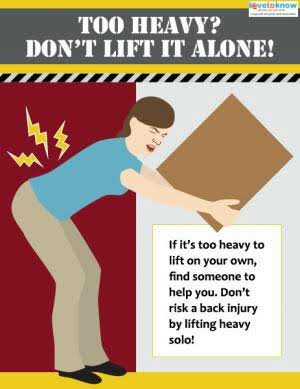 lovetoknow
TOO HEAVY?
DON'T LIFT IT ALONE!
If it's too heavy to
lift on your own,
find someone to
help you. Don't
risk a back injury
by lifting heavy
solo!